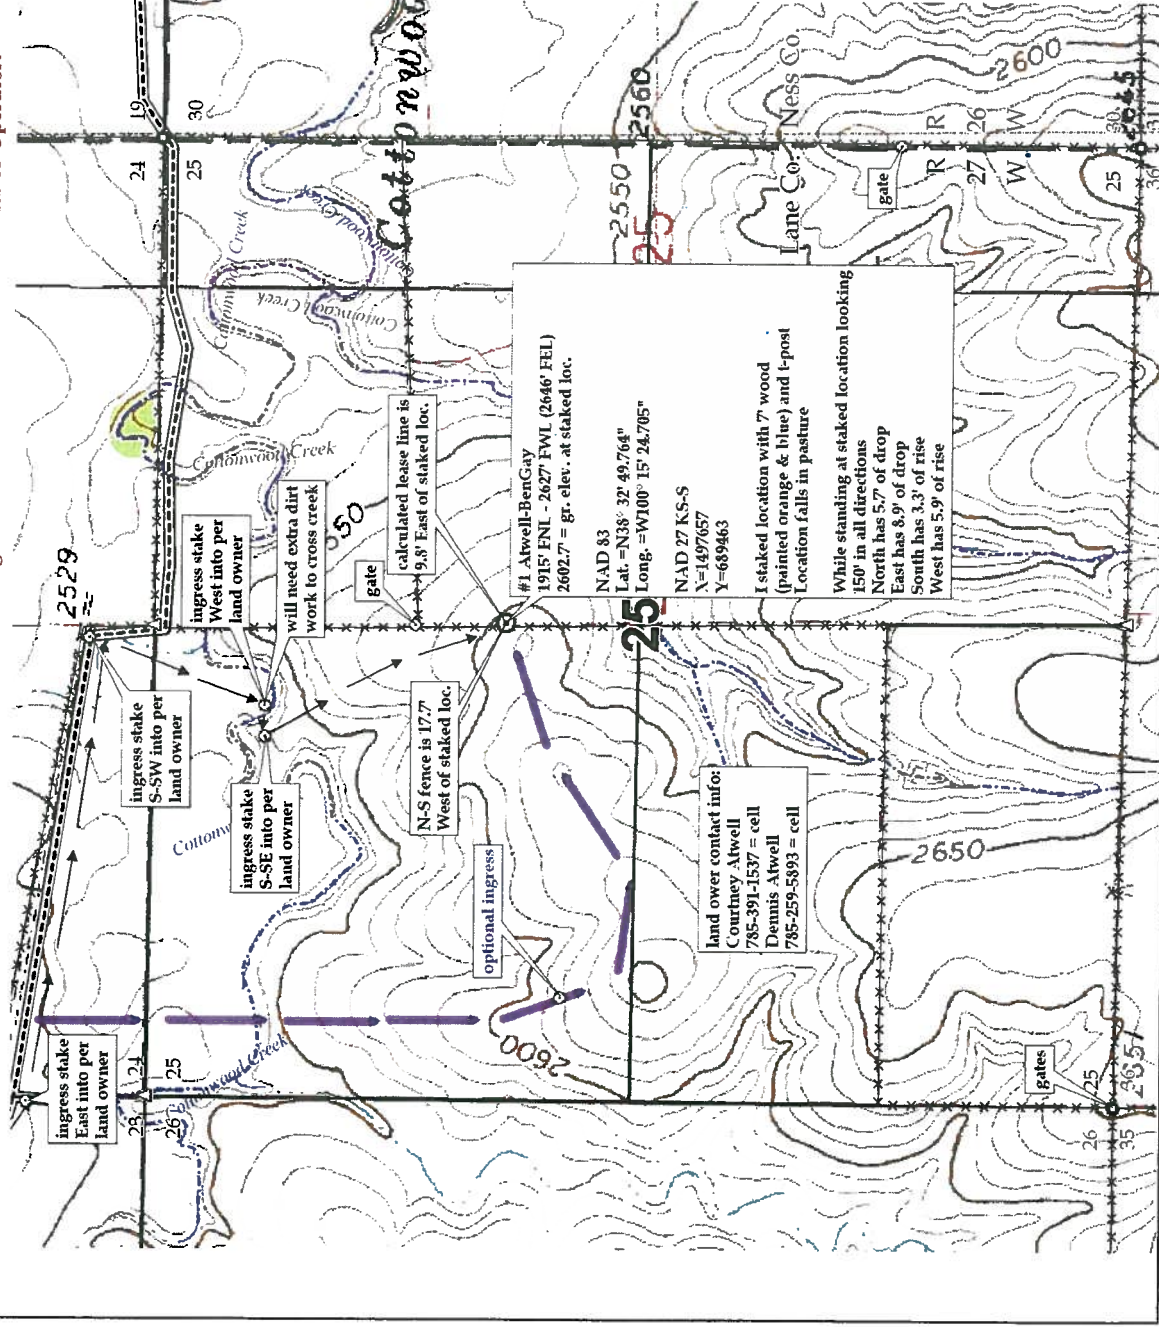 ingress stake
East into per
land owner
23
24
26
25
Cottonwood Creek
ingress stake
S-SW into per
land owner
2529
ingress stake
West into per
land owner
will need extra dirt
work to cross creek
ingress stake
S-SE into per
land owner
gate
calculated lease line is
9.8' East of staked loc.
N-S fence is 17.7'
West of staked loc.
optional ingress
2600
#1 Atwell-BenGay
1915' FNL - 2627' FWL (2646' FEL)
2602.7' = gr. elev. at staked loc.
NAD 83
Lat. =N38° 32' 49.764"
Long. =W100° 15' 24.705"
NAD 27 KS-S
X=1497657
Y=689463
I staked location with 7' wood
(painted orange & blue) and t-post
Location falls in pasture
While standing at staked location looking
150' in all directions
North has 5.7' of drop
East has 8.9' of drop
South has 3.3' of rise
West has 5.9' of rise
land ower contact info:
Courtney Atwell
785-391-1537 = cell
Dennis Atwell
785-259-5893 = cell
25
2650
gates
26
25
35
Cottonwood Creek
Cottonwood Creek
Cottonwood Creek
Cottonwood Creek
24
19
25
30
2550
2560
25
Lane Co.
Ness Co.
2600
gate
R
27
W
R
26
W
25
30
36
31